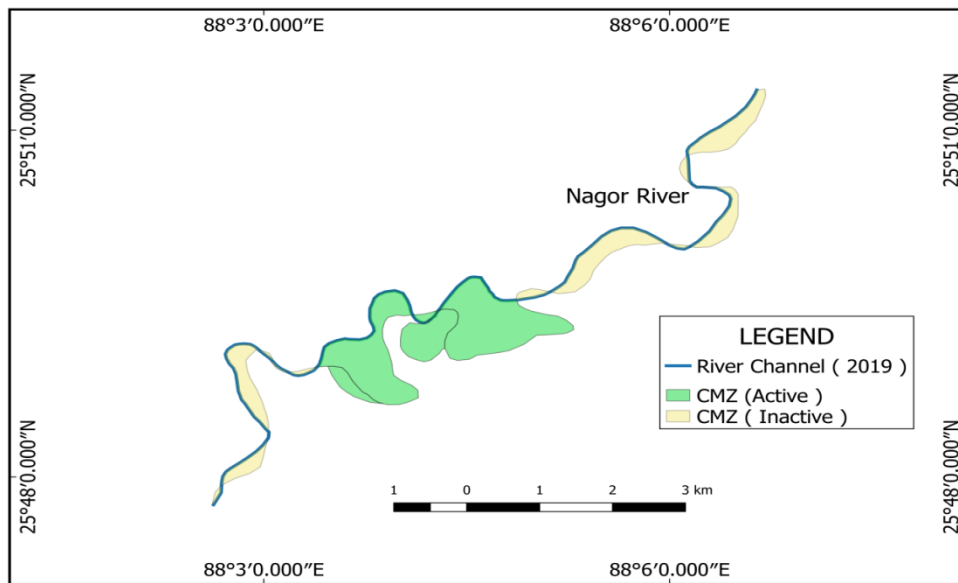 88°3′0.000″E
88°6′0.000″E
25°51′0.000″N
25°51′0.000″N
Nagor River
LEGEND
River Channel ( 2019 )
CMZ (Active )
CMZ ( Inactive )
25°48′0.000″N
25°48′0.000″N
1 0 1 2 3 km
88°3′0.000″E
88°6′0.000″E